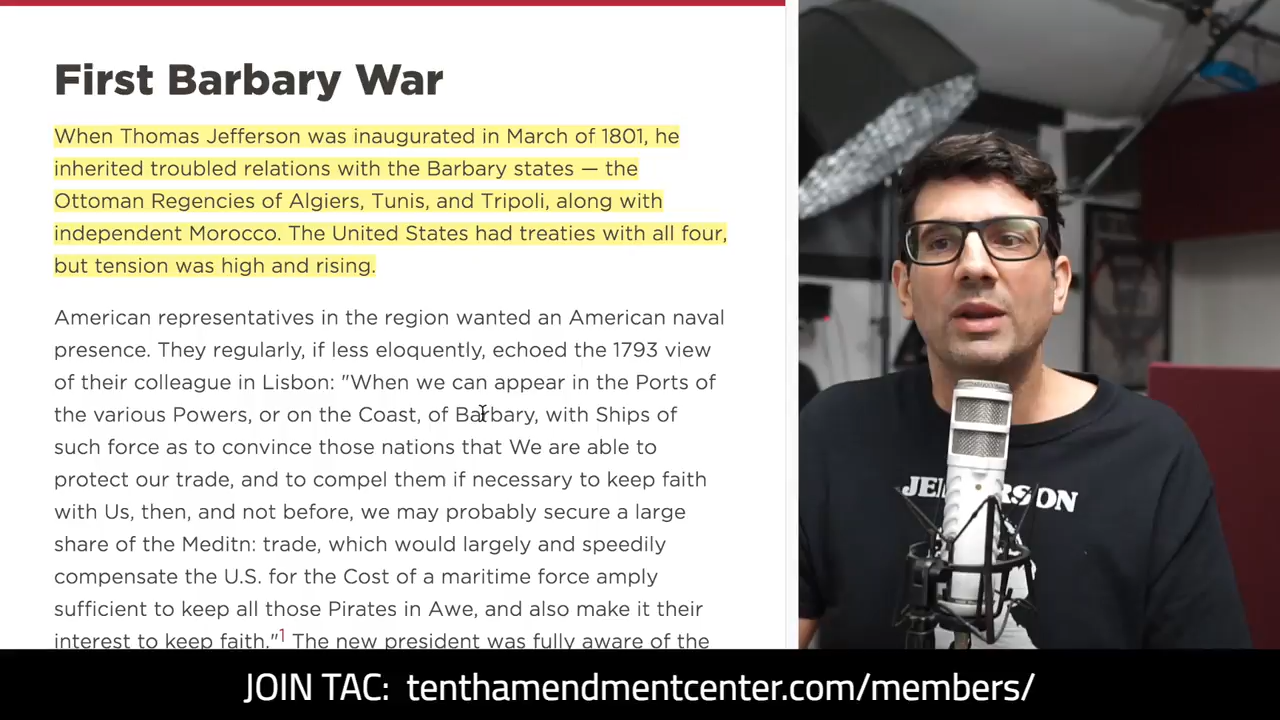 First Barbary War
When Thomas Jefferson was inaugurated in March of 1801, he
inherited troubled relations with the Barbary states — the
Ottoman Regencies of Algiers, Tunis, and Tripoli, along with
independent Morocco. The United States had treaties with all four,
but tension was high and rising.
American representatives in the region wanted an American naval
presence. They regularly, if less eloquently, echoed the 1793 view
of their colleague in Lisbon: "When we can appear in the Ports of
the various Powers, or on the Coast, of Barbary, with Ships of
such force as to convince those nations that We are able to
protect our trade, and to compel them if necessary to keep faith
with Us, then, and not before, we may probably secure a large
share of the Meditn: trade, which would largely and speedily
compensate the U.S. for the Cost of a maritime force amply
sufficient to keep all those Pirates in Awe, and also make it their
interest to keep faith."1 The new president was fully aware of the
JOIN TAC: tenthamendmentcenter.com/members/